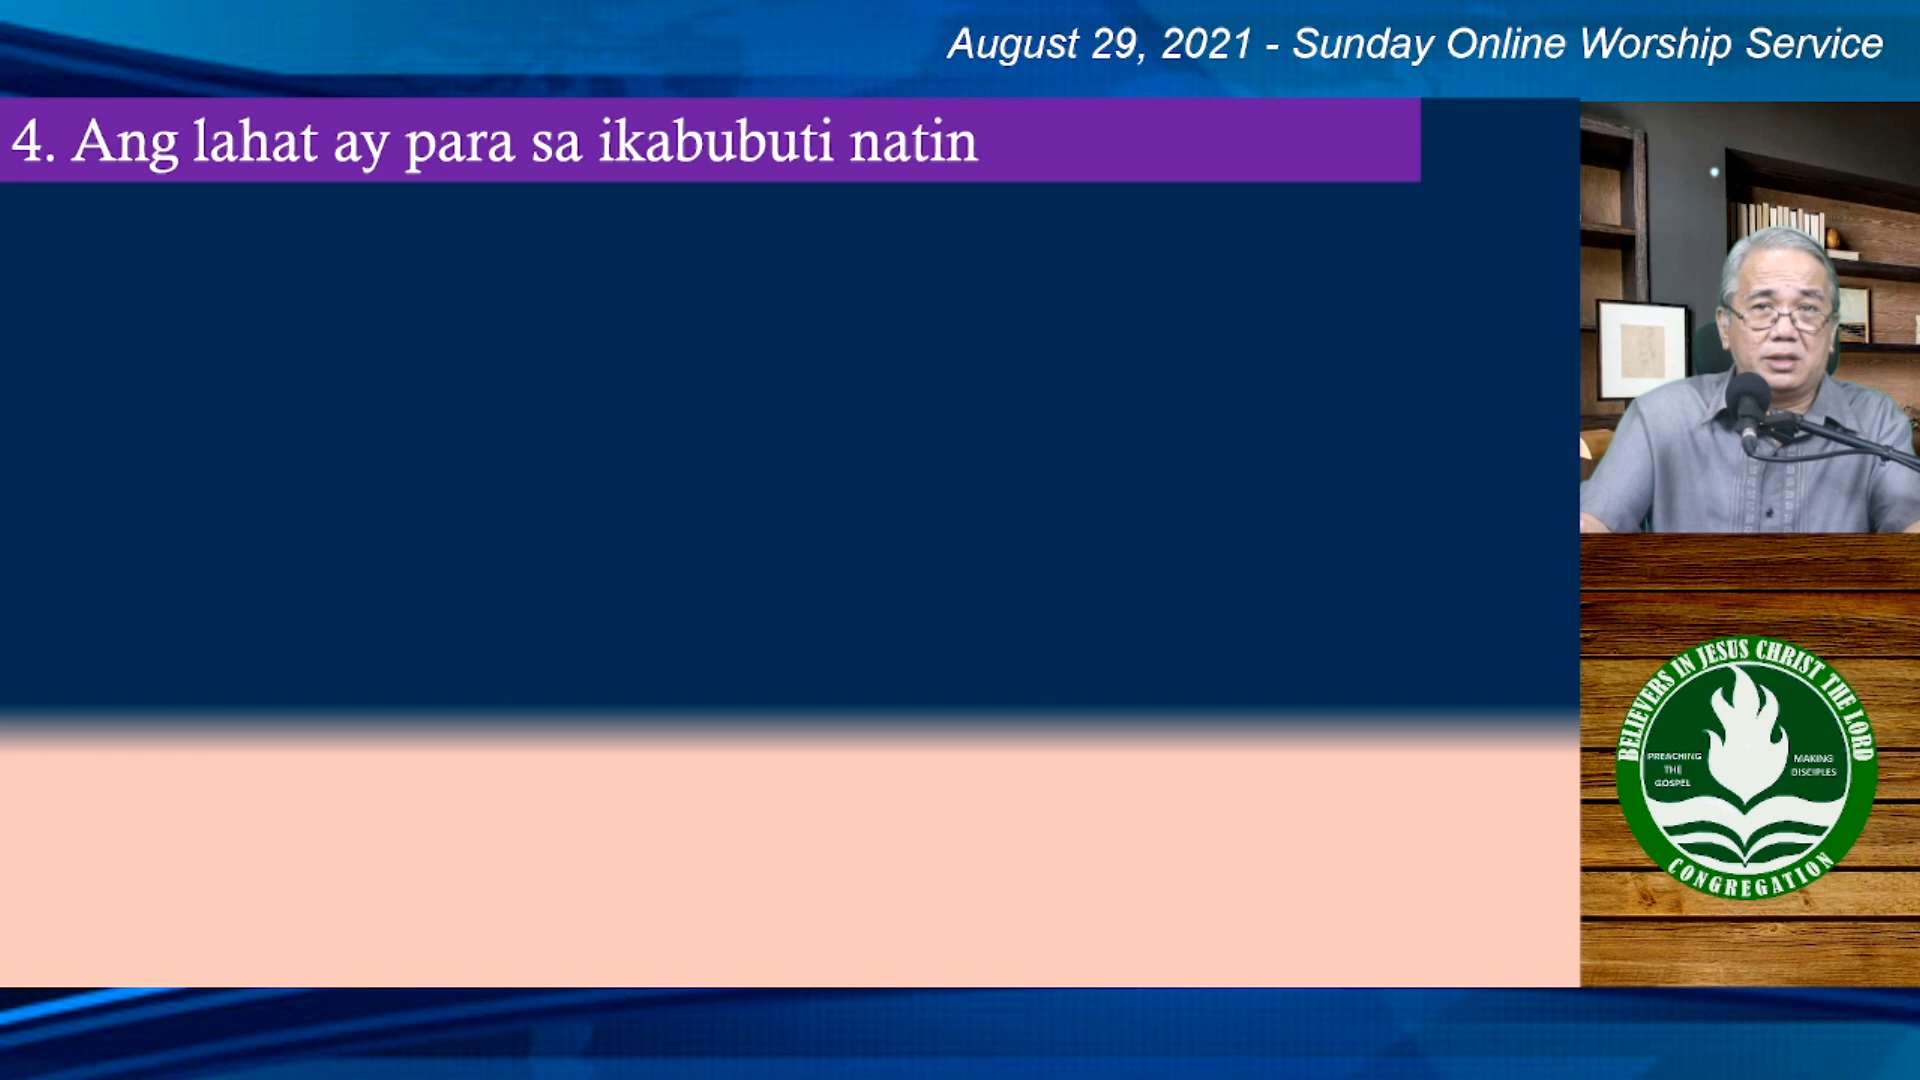 August 29, 2021 - Sunday Online Worship Service
4. Ang lahat ay para sa ikabubuti natin
BELIEVERS IN JESUS CHRIST THE LORD
PREACHING
THE
GOSPEL
MAKING
DISCIPLES
CONGREGATION